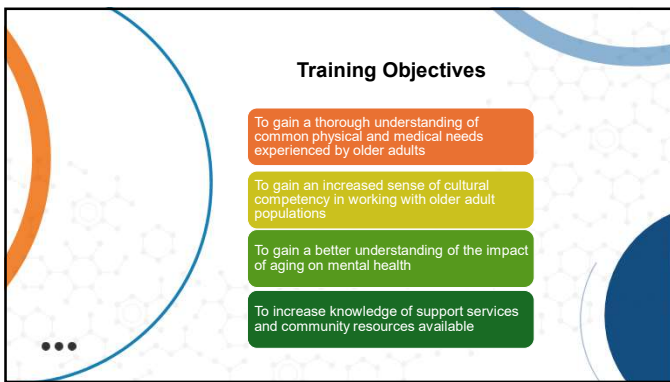 Training Objectives
To gain a thorough understanding of
common physical and medical needs
experienced by older adults
To gain an increased sense of cultural
competency in working with older adult
populations
To gain a better understanding of the impact
of aging on mental health
To increase knowledge of support services
and community resources available